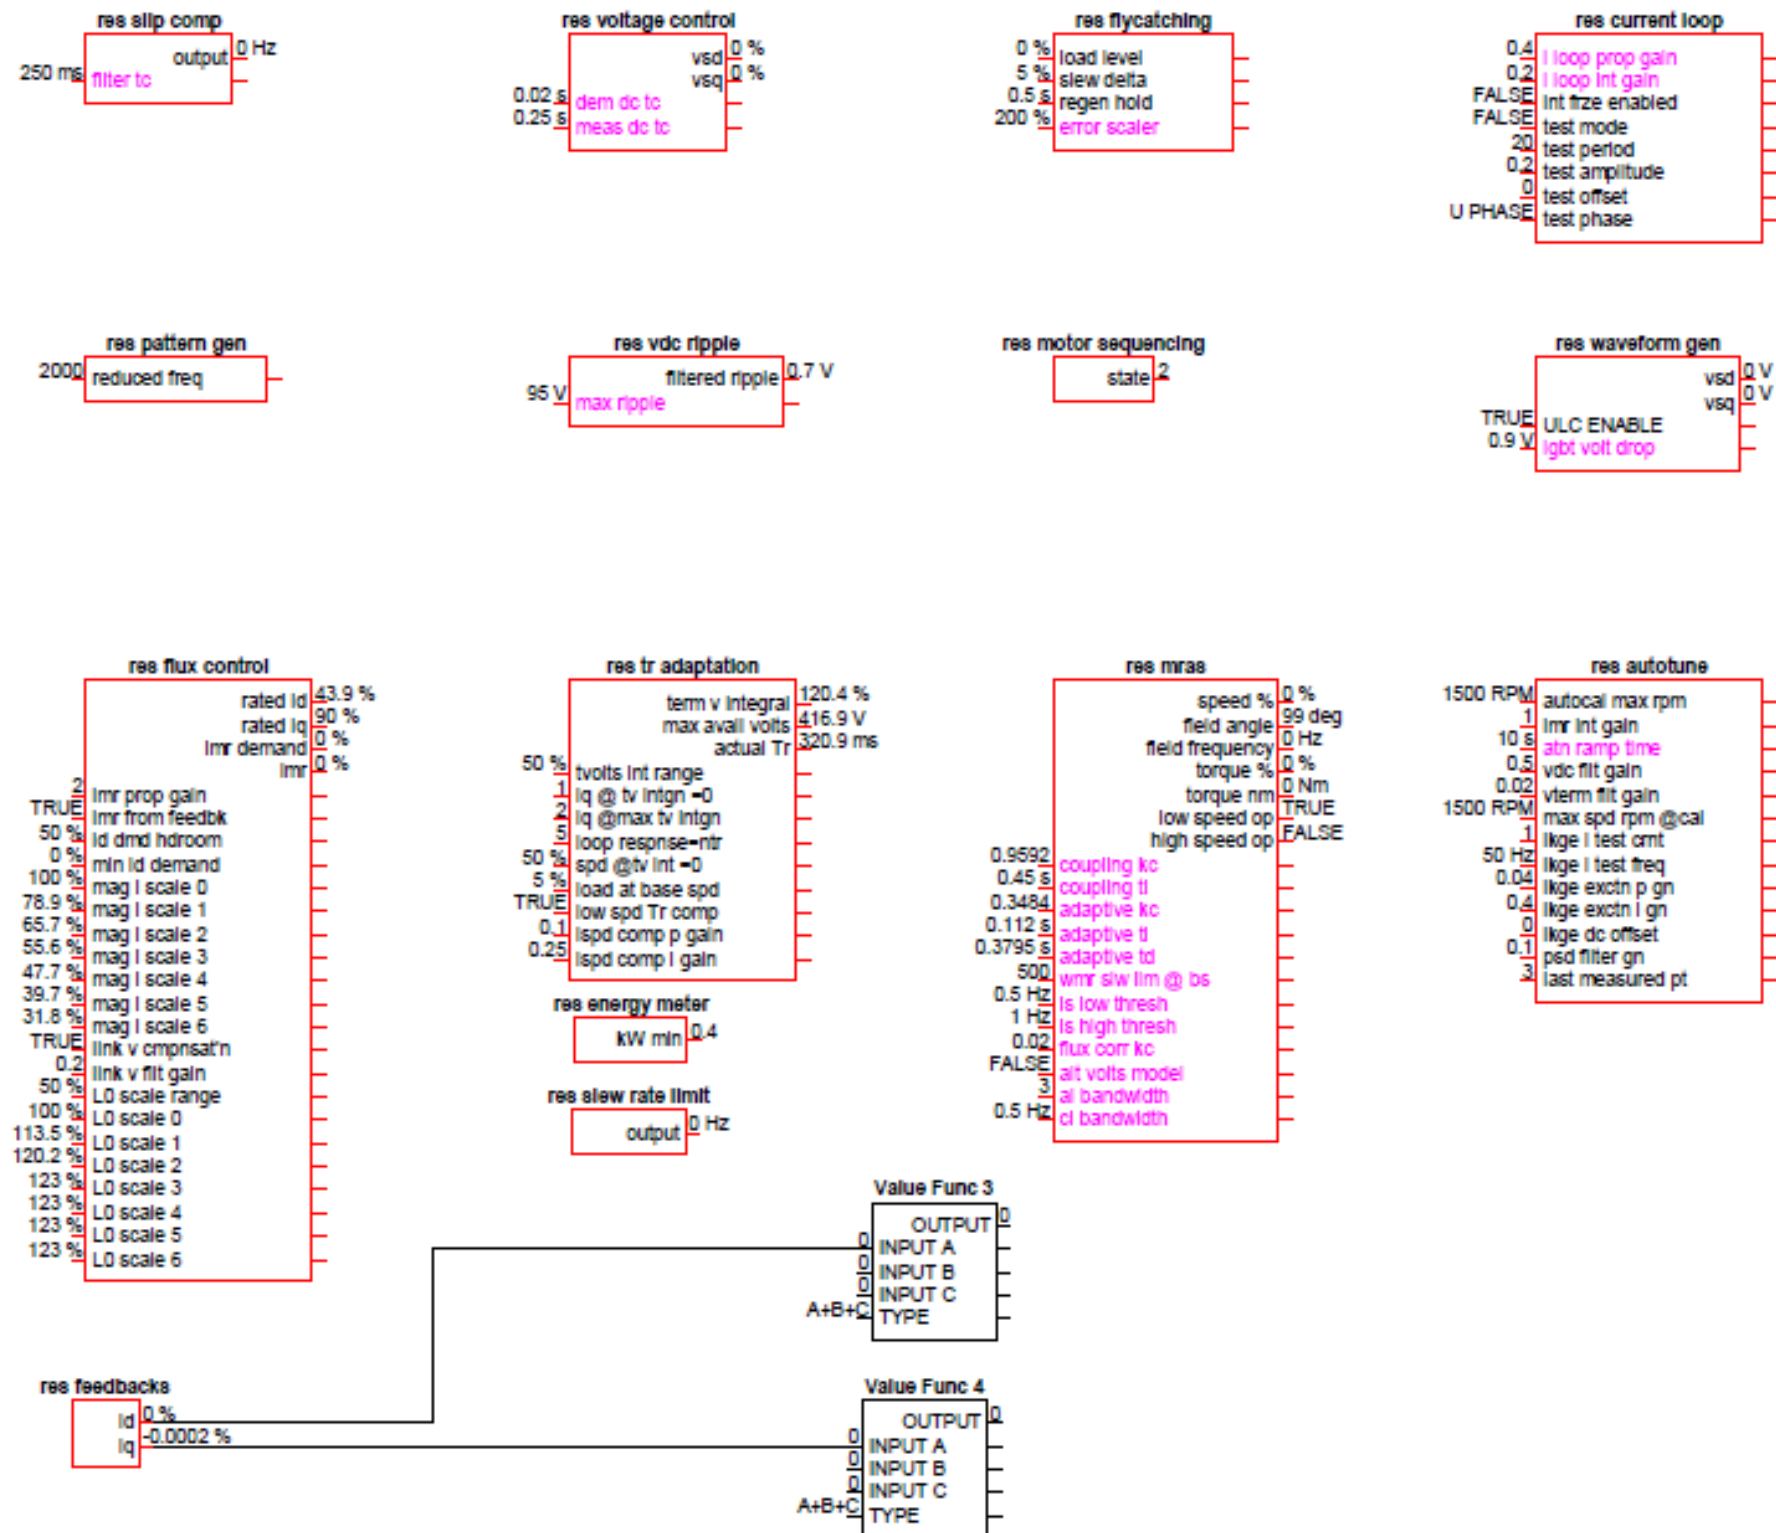 res slip comp
output 0 Hz
250 ms filter tc
res voltage control
vsd 0 %
vsq 0 %
0.02 s dem dc tc
0.25 s meas dc tc
res flycatching
0 % load level
5 % slew delta
0.5 s regen hold
200 % error scaler
res current loop
0.4 I loop prop gain
0.2 I loop int gain
FALSE int frze enabled
FALSE test mode
20 test period
0.2 test amplitude
0 test offset
U PHASE test phase
res pattern gen
2000 reduced freq
res vdc ripple
filtered ripple 0.7 V
95 V max ripple
res motor sequencing
state 2
res waveform gen
vsd 0 V
vsq 0 V
TRUE ULC ENABLE
0.9 V igbt volt drop
res flux control
rated id 43.9 %
rated iq 90 %
imr demand 0 %
imr 0 %
2 imr prop gain
TRUE imr from feedbk
50 % id dmd hdroom
0 % min id demand
100 % mag I scale 0
78.9 % mag I scale 1
65.7 % mag I scale 2
55.6 % mag I scale 3
47.7 % mag I scale 4
39.7 % mag I scale 5
31.8 % mag I scale 6
TRUE link v cmpnsat'n
0.2 link v filt gain
50 % L0 scale range
100 % L0 scale 0
113.5 % L0 scale 1
120.2 % L0 scale 2
123 % L0 scale 3
123 % L0 scale 4
123 % L0 scale 5
123 % L0 scale 6
res tr adaptation
term v integral 120.4 %
max avail volts 416.9 V
actual Tr 320.9 ms
50 % tvolts int range
1 iq @ tv intgn =0
2 iq @max tv intgn
5 loop respnse=ntr
50 % spd @tv int =0
5 % load at base spd
TRUE low spd Tr comp
0.1 lspd comp p gain
0.25 lspd comp i gain
res energy meter
kW min 0.4
res slew rate limit
output 0 Hz
res mras
speed % 0 %
field angle 99 deg
field frequency 0 Hz
torque % 0 %
torque nm 0 Nm
low speed op TRUE
high speed op FALSE
0.9592 coupling kc
0.45 s coupling ti
0.3484 adaptive kc
0.112 s adaptive ti
0.3795 s adaptive td
500 wmr slw lim @ bs
0.5 Hz ls low thresh
1 Hz ls high thresh
0.02 flux corr kc
FALSE alt volts model
3 al bandwidth
0.5 Hz cl bandwidth
res autotune
1500 RPM autocal max rpm
1 imr int gain
10 s atn ramp time
0.5 vdc filt gain
0.02 vterm filt gain
1500 RPM max spd rpm @cal
1 lkge I test crnt
50 Hz lkge I test freq
0.04 lkge exctn p gn
0.4 lkge exctn I gn
0 lkge dc offset
0.1 psd filter gn
3 last measured pt
Value Func 3
OUTPUT 0
0 INPUT A
0 INPUT B
0 INPUT C
A+B+C TYPE
res feedbacks
id 0 %
iq -0.0002 %
Value Func 4
OUTPUT 0
0 INPUT A
0 INPUT B
0 INPUT C
A+B+C TYPE